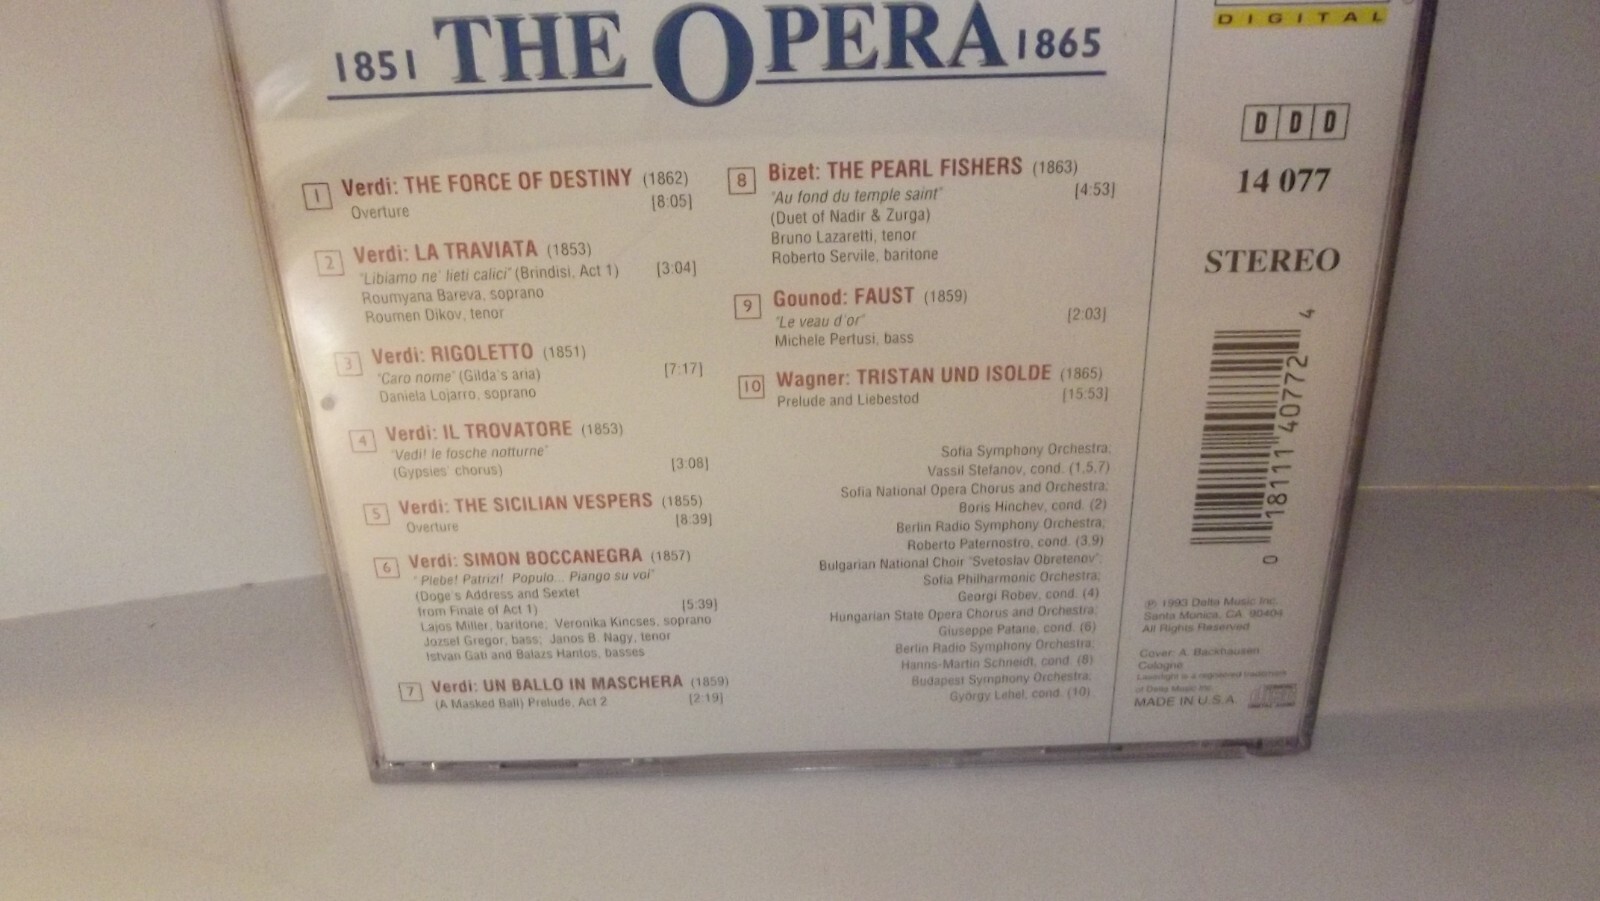 1851 THE OPERA 1865
1 Verdi: THE FORCE OF DESTINY (1862)
Overture [8:05]
2 Verdi: LA TRAVIATA (1853)
"Libiamo ne' lieti calici" (Brindisi, Act 1) [3:04]
Roumyana Bareva, soprano
Roumen Dikov, tenor
3 Verdi: RIGOLETTO (1851)
"Caro nome" (Gilda's aria) [7:17]
Daniela Lojarro, soprano
4 Verdi: IL TROVATORE (1853)
"Vedi! le fosche notturne"
(Gypsies' chorus) [3:08]
5 Verdi: THE SICILIAN VESPERS (1855)
Overture [8:39]
6 Verdi: SIMON BOCCANEGRA (1857)
"Plebe! Patrizi! Populo... Piango su voi"
(Doge's Address and Sextet
from Finale of Act 1) [5:39]
Lajos Miller, baritone; Veronika Kincses, soprano
Jozsef Gregor, bass; Janos B. Nagy, tenor
Istvan Gati and Balazs Hantos, basses
7 Verdi: UN BALLO IN MASCHERA (1859)
(A Masked Ball) Prelude, Act 2 [2:19]
8 Bizet: THE PEARL FISHERS (1863)
"Au fond du temple saint" [4:53]
(Duet of Nadir & Zurga)
Bruno Lazaretti, tenor
Roberto Servile, baritone
9 Gounod: FAUST (1859)
"Le veau d'or" [2:03]
Michele Pertusi, bass
10 Wagner: TRISTAN UND ISOLDE (1865)
Prelude and Liebestod [15:53]
Sofia Symphony Orchestra;
Vassil Stefanov, cond. (1,5,7)
Sofia National Opera Chorus and Orchestra;
Boris Hinchev, cond. (2)
Berlin Radio Symphony Orchestra;
Roberto Paternostro, cond. (3,9)
Bulgarian National Choir "Svetoslav Obretenov";
Sofia Philharmonic Orchestra;
Georgi Robev, cond. (4)
Hungarian State Opera Chorus and Orchestra;
Giuseppe Patane, cond. (6)
Berlin Radio Symphony Orchestra;
Hanns-Martin Schneidt, cond. (8)
Budapest Symphony Orchestra;
György Lehel, cond. (10)
DIGITAL
DDD
14 077
STEREO
0 18111 40772 4
℗ 1993 Delta Music Inc.
Santa Monica, CA 90404
All Rights Reserved
Cover: A. Backhausen
Cologne
Laserlight is a registered trademark
of Delta Music Inc.
MADE IN U.S.A.